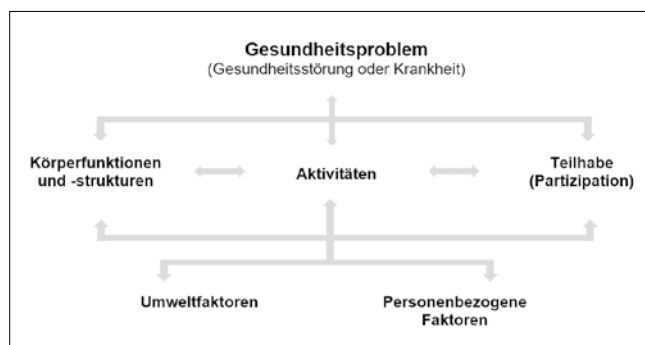 Gesundheitsproblem
(Gesundheitsstörung oder Krankheit)
Körperfunktionen
und -strukturen
Aktivitäten
Teilhabe
(Partizipation)
Umweltfaktoren
Personenbezogene
Faktoren